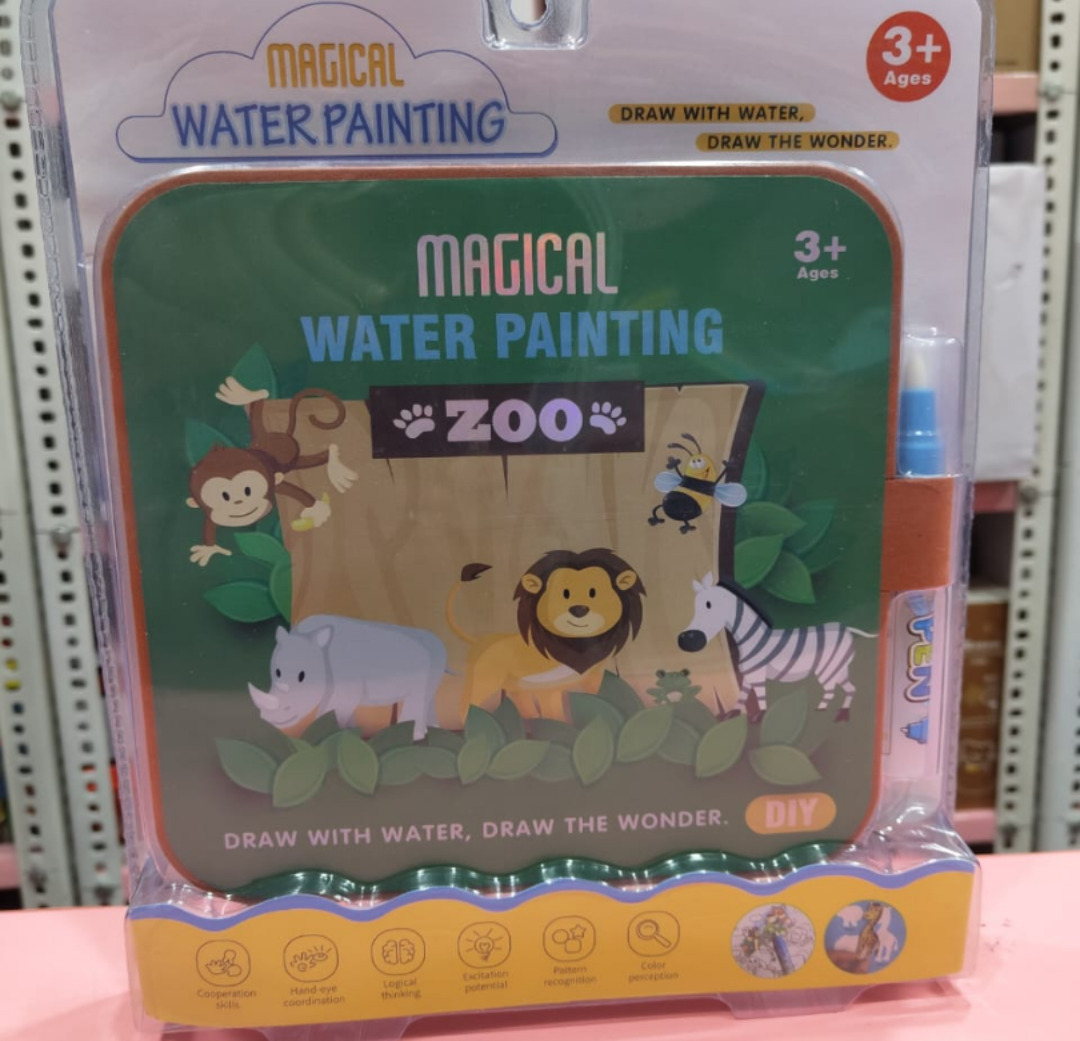 MAGICAL
WATER PAINTING
3+
Ages
DRAW WITH WATER,
DRAW THE WONDER.
MAGICAL
3+
Ages
WATER PAINTING
ZOO
PEN
DRAW WITH WATER, DRAW THE WONDER.
DIY
Cooperation
skills
Hand-eye
coordination
Logical
thinking
Excitation
potential
Pattern
recognition
Color
perception